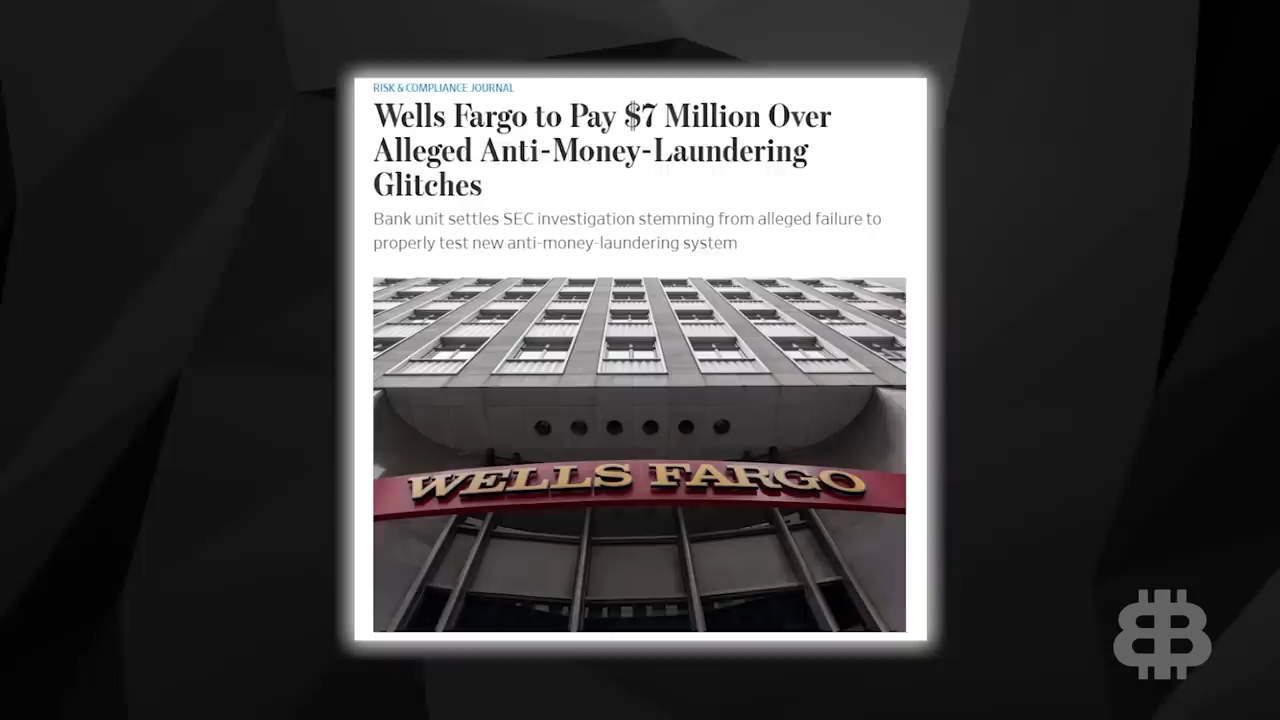 RISK & COMPLIANCE JOURNAL
Wells Fargo to Pay $7 Million Over
Alleged Anti-Money-Laundering
Glitches
Bank unit settles SEC investigation stemming from alleged failure to
properly test new anti-money-laundering system
WELLS FARGO